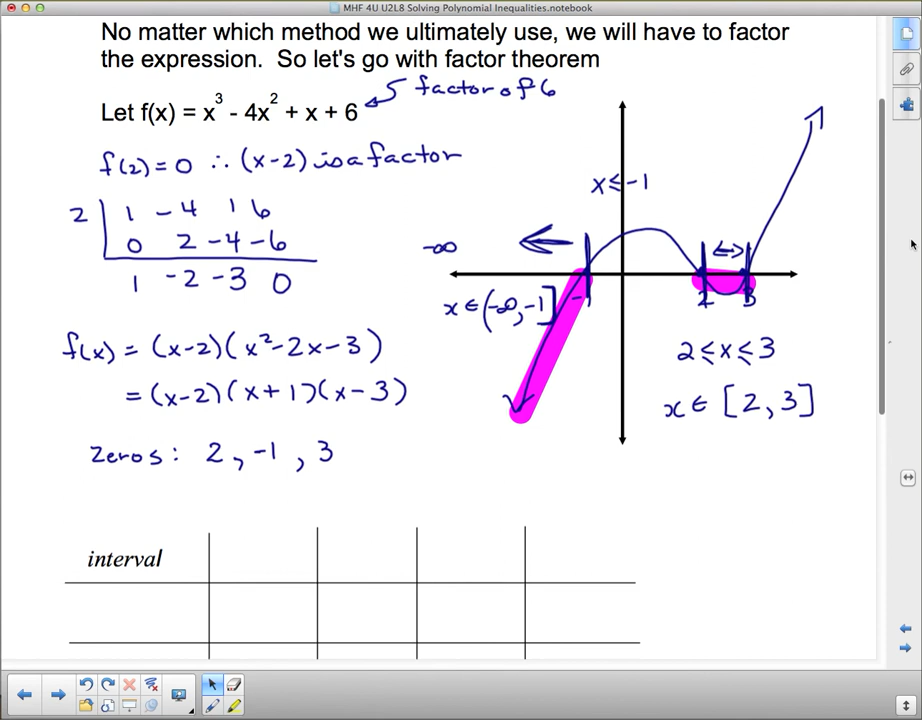 MHF 4U U2L8 Solving Polynomial Inequalities.notebook
No matter which method we ultimately use, we will have to factor
the expression. So let's go with factor theorem
factor of 6
Let f(x) = x³ - 4x² + x + 6
f(2) = 0 ∴ (x-2) is a factor
2 | 1 -4 1 6
0 2 -4 -6
1 -2 -3 0
f(x) = (x-2)(x²-2x-3)
= (x-2)(x+1)(x-3)
zeros: 2, -1, 3
x ≤ -1
-∞
x ∈ (-∞, -1]
-1
2 3
2 ≤ x ≤ 3
x ∈ [2, 3]
interval